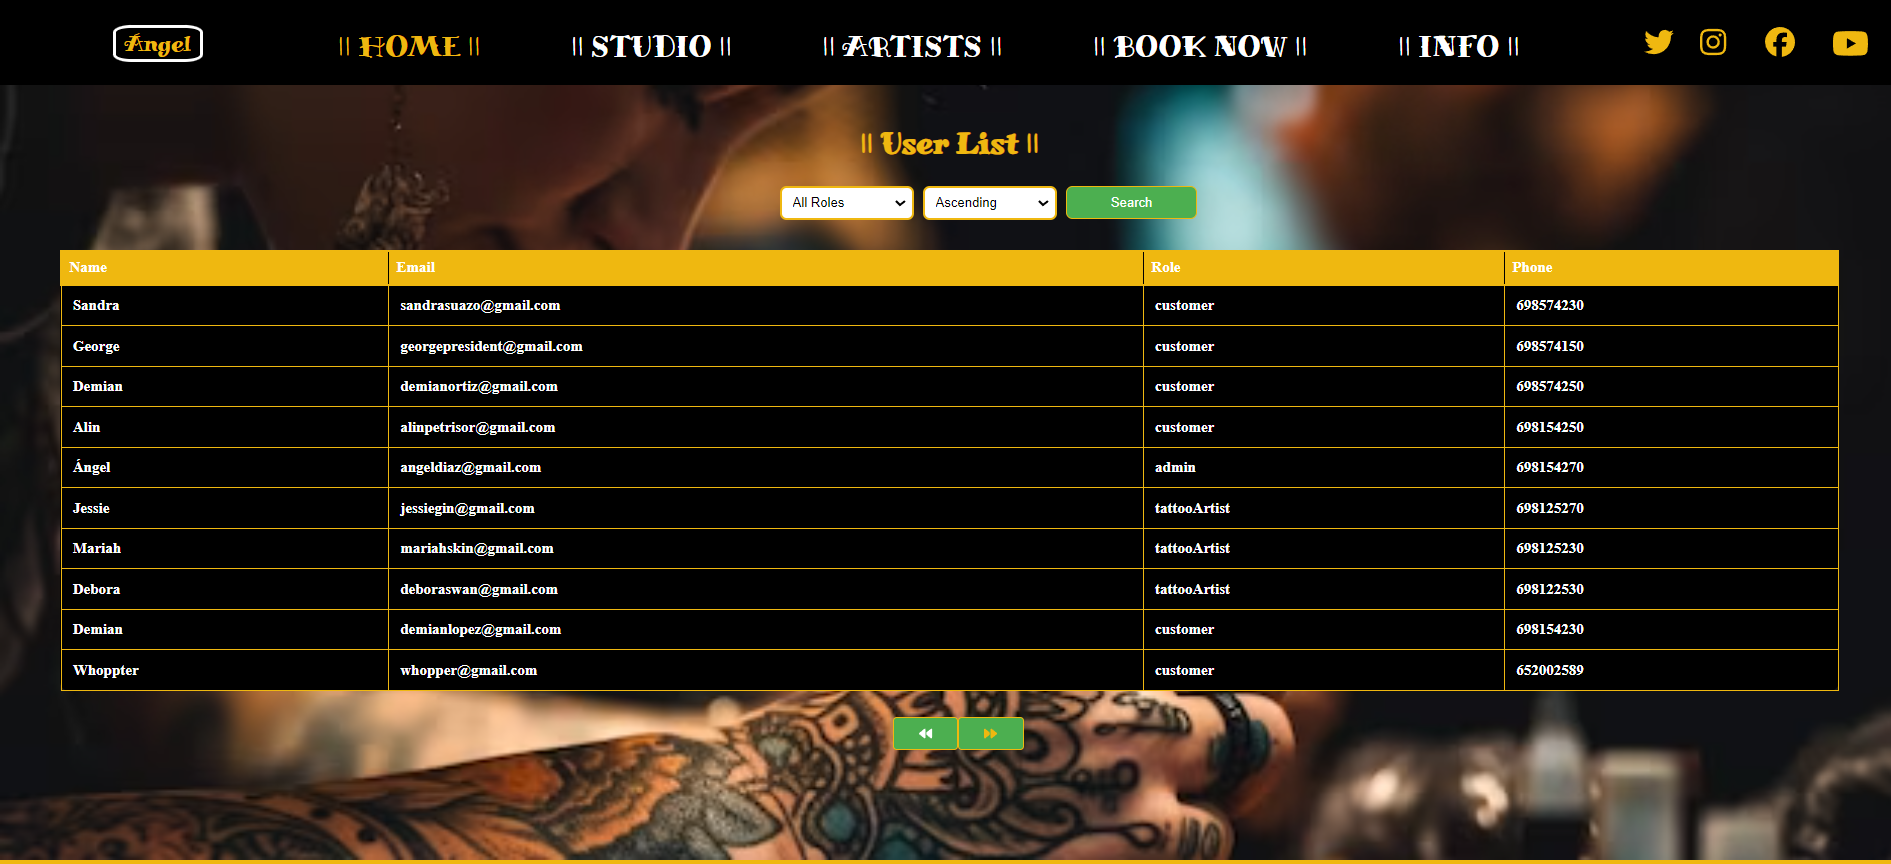 Ángel || HOME || || STUDIO || || ARTISTS || || BOOK NOW || || INFO ||
|| User List ||
All Roles Ascending Search
Name Email Role Phone
Sandra sandrasuazo@gmail.com customer 698574230
George georgepresident@gmail.com customer 698574150
Demian demianortiz@gmail.com customer 698574250
Alin alinpetrisor@gmail.com customer 698154250
Ángel angeldiaz@gmail.com admin 698154270
Jessie jessiegin@gmail.com tattooArtist 698125270
Mariah mariahskin@gmail.com tattooArtist 698125230
Debora deboraswan@gmail.com tattooArtist 698122530
Demian demianlopez@gmail.com customer 698154230
Whoppter whopper@gmail.com customer 652002589